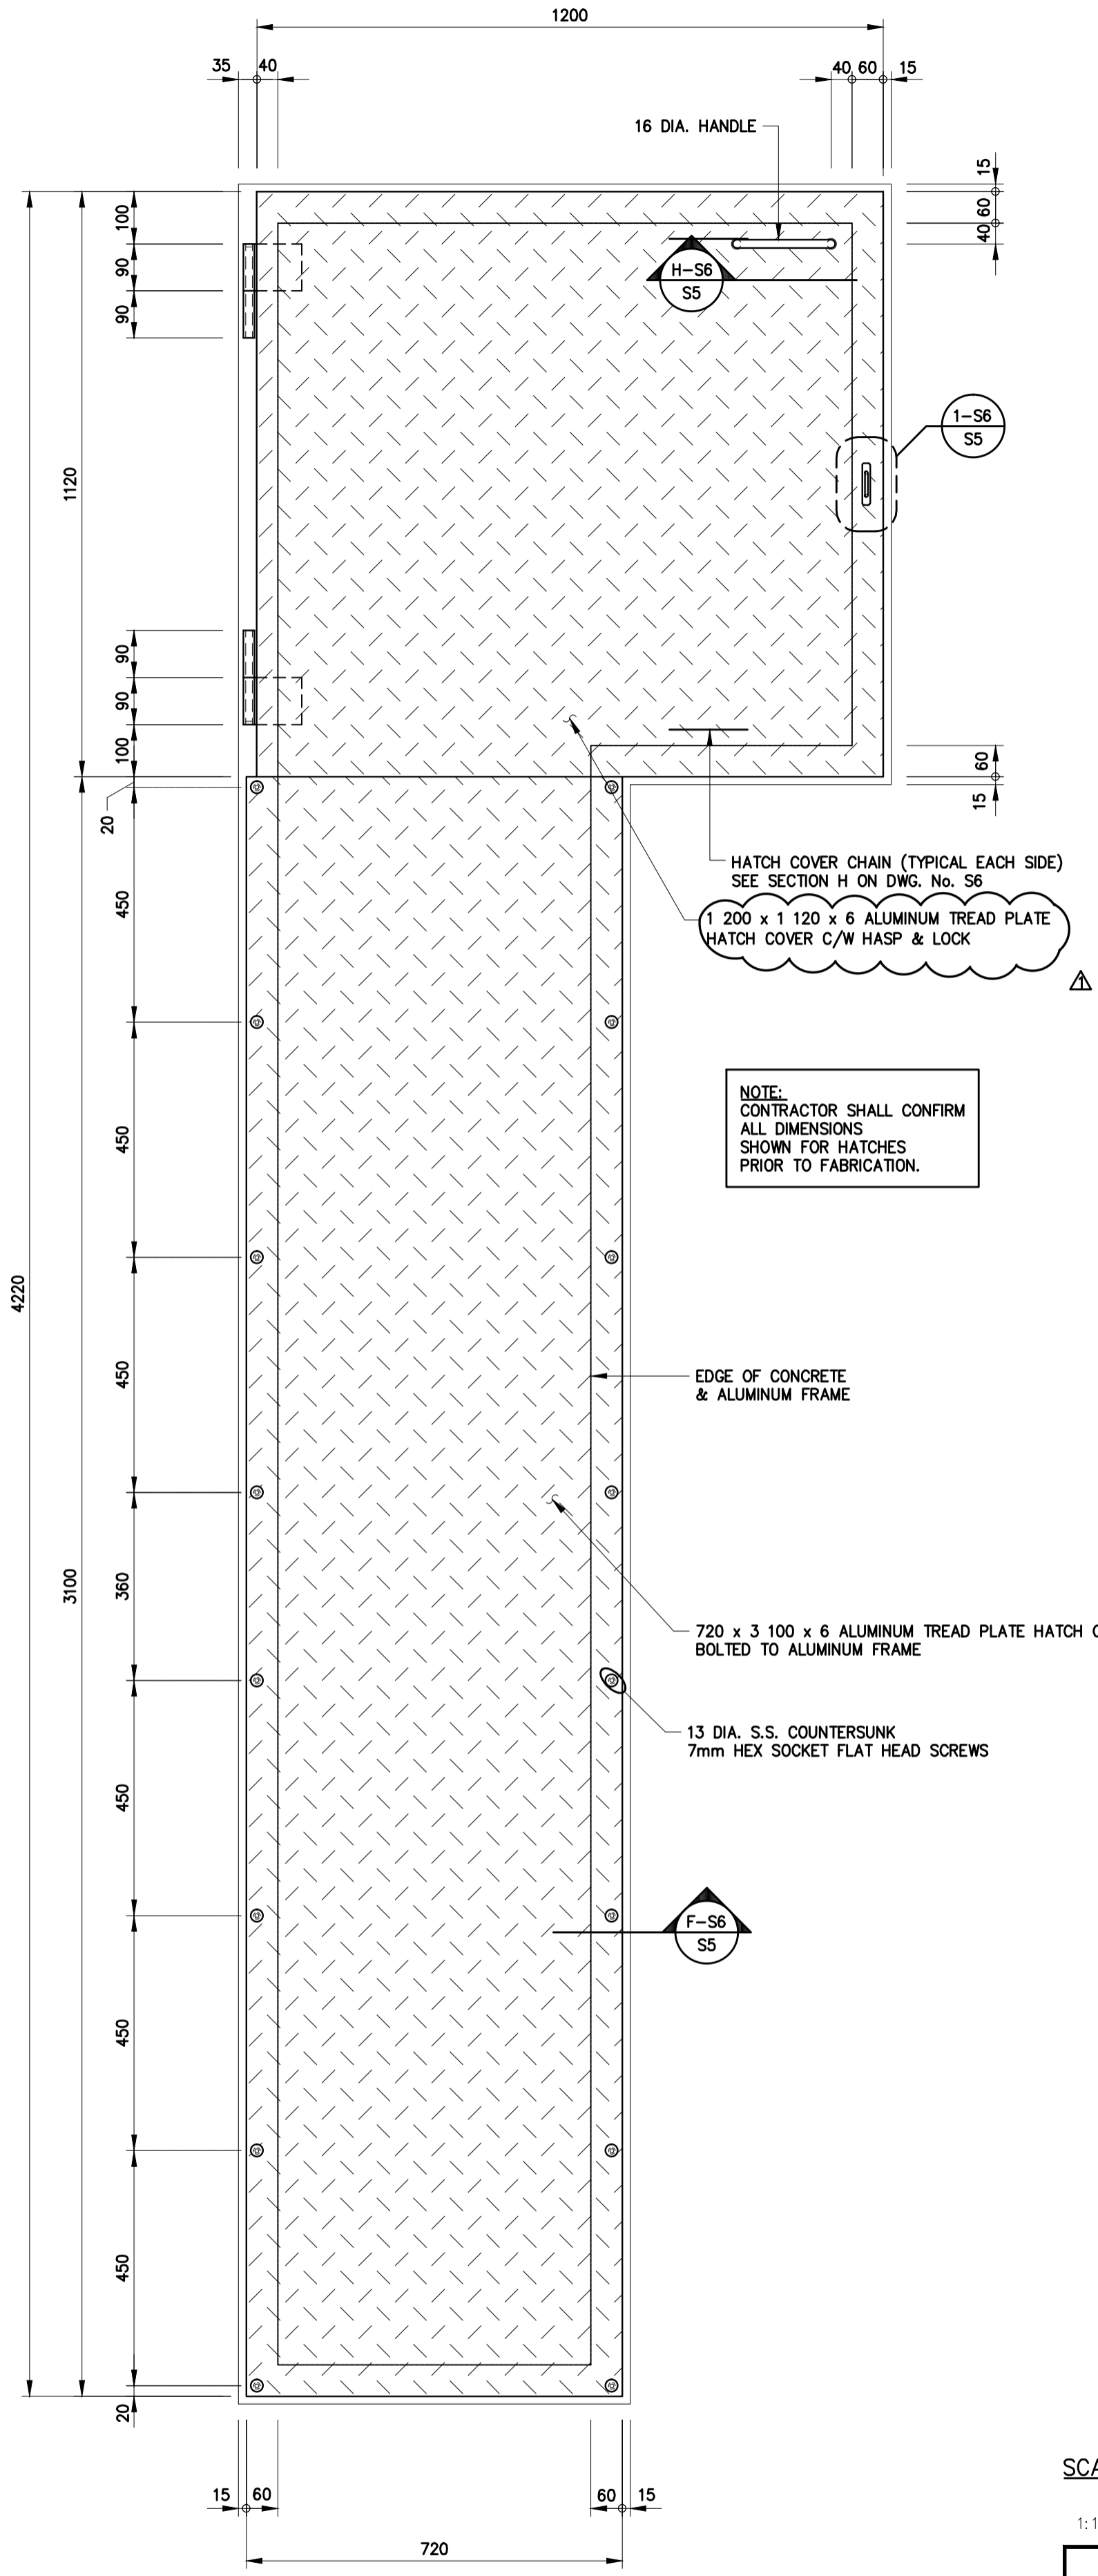 1200
35 40
40 60 15
16 DIA. HANDLE
15
60
40
100
90
90
H-S6
S5
1-S6
S5
1120
90
90
100
60
15
20
HATCH COVER CHAIN (TYPICAL EACH SIDE)
SEE SECTION H ON DWG. No. S6
450
1 200 x 1 120 x 6 ALUMINUM TREAD PLATE
HATCH COVER C/W HASP & LOCK
1
NOTE:
CONTRACTOR SHALL CONFIRM
ALL DIMENSIONS
SHOWN FOR HATCHES
PRIOR TO FABRICATION.
450
4220
450
EDGE OF CONCRETE
& ALUMINUM FRAME
3100
360
720 x 3 100 x 6 ALUMINUM TREAD PLATE HATCH
BOLTED TO ALUMINUM FRAME
13 DIA. S.S. COUNTERSUNK
7mm HEX SOCKET FLAT HEAD SCREWS
450
F-S6
S5
450
450
20
15 60
60 15
720
SCA
1:1